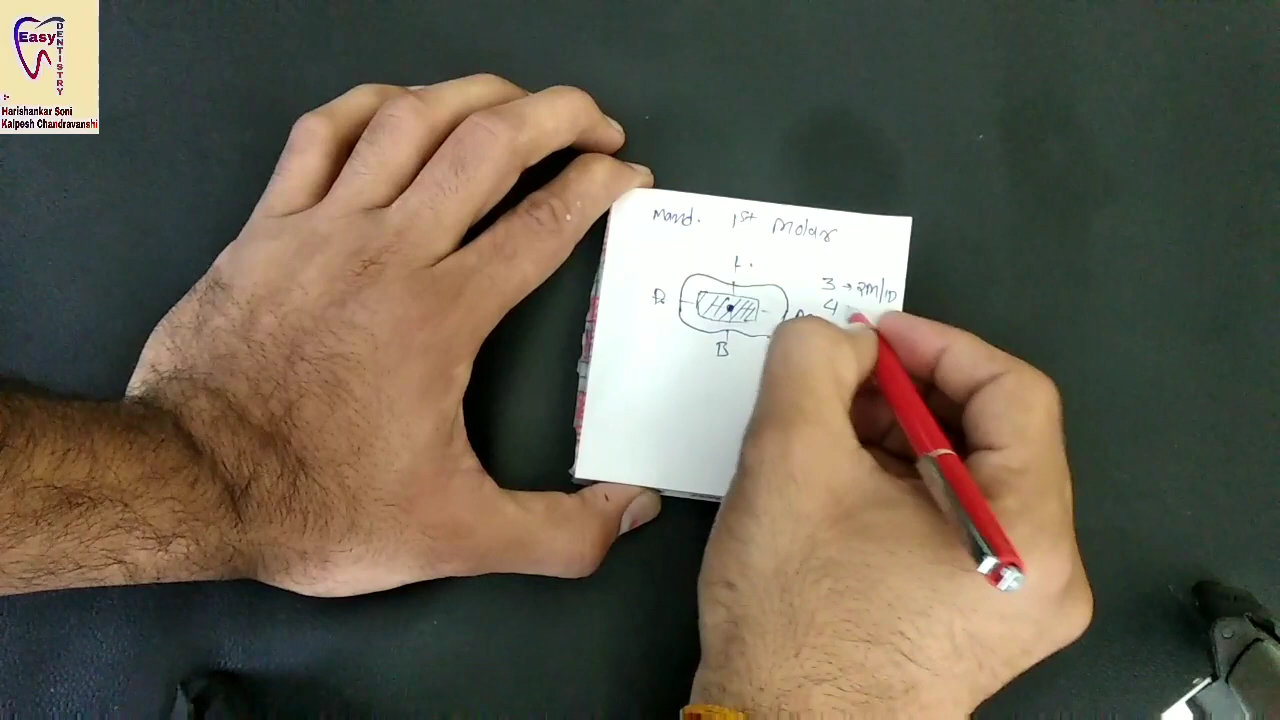 Easy
DENTISTRY
Harishankar Soni
Kalpesh Chandravanshi
Mand. 1st Molar
L.
D
B
3 → 2M/1D
4